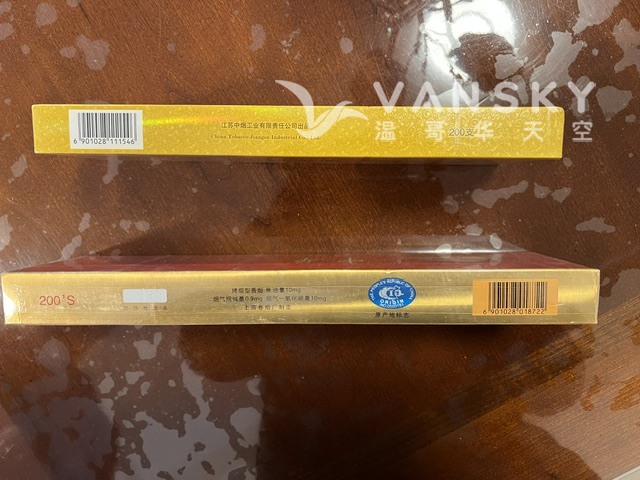 VANSKY
温哥华天空
江苏中烟工业有限责任公司出品
China Tobacco Jiangsu Industrial Co., Ltd.
200支
6 901028 111546
200'S
烤烟型香烟 焦油量10mg
烟气烟碱量0.9mg 烟气一氧化碳量10mg
上海卷烟厂制造
ORIGIN
原产地标志
6 901028 018722